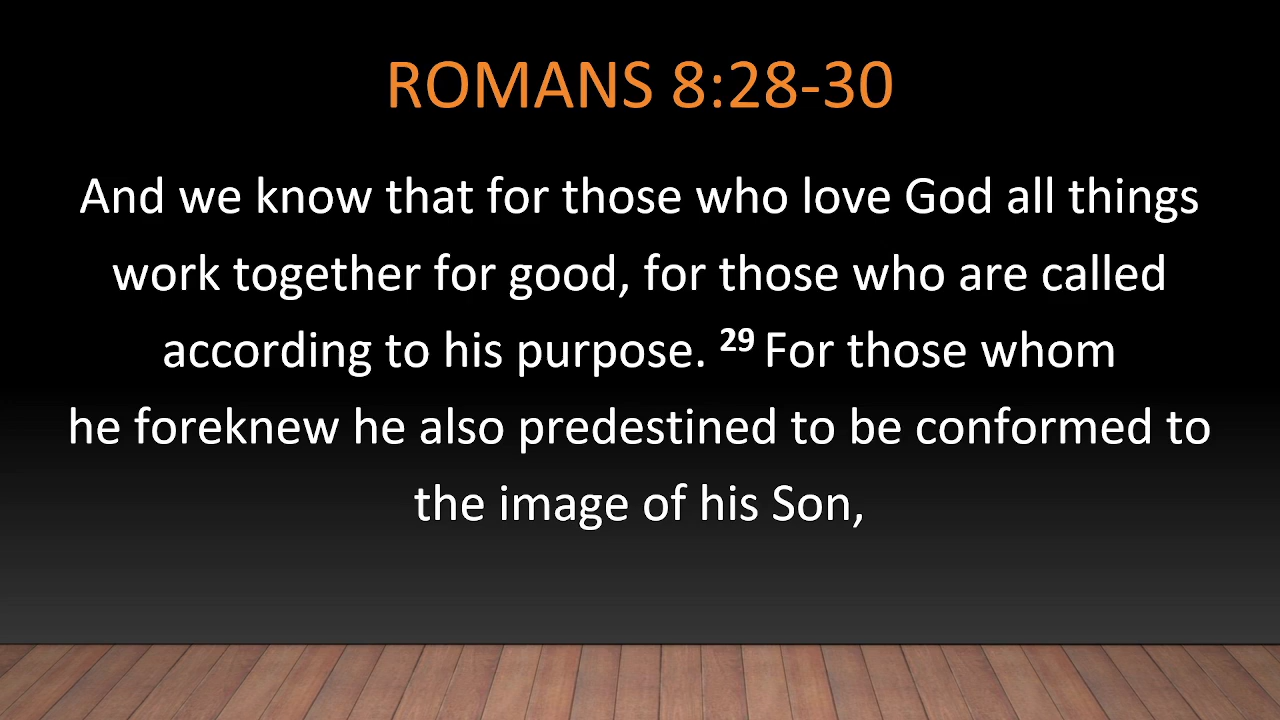 ROMANS 8:28-30
And we know that for those who love God all things
work together for good, for those who are called
according to his purpose. 29 For those whom
he foreknew he also predestined to be conformed to
the image of his Son,